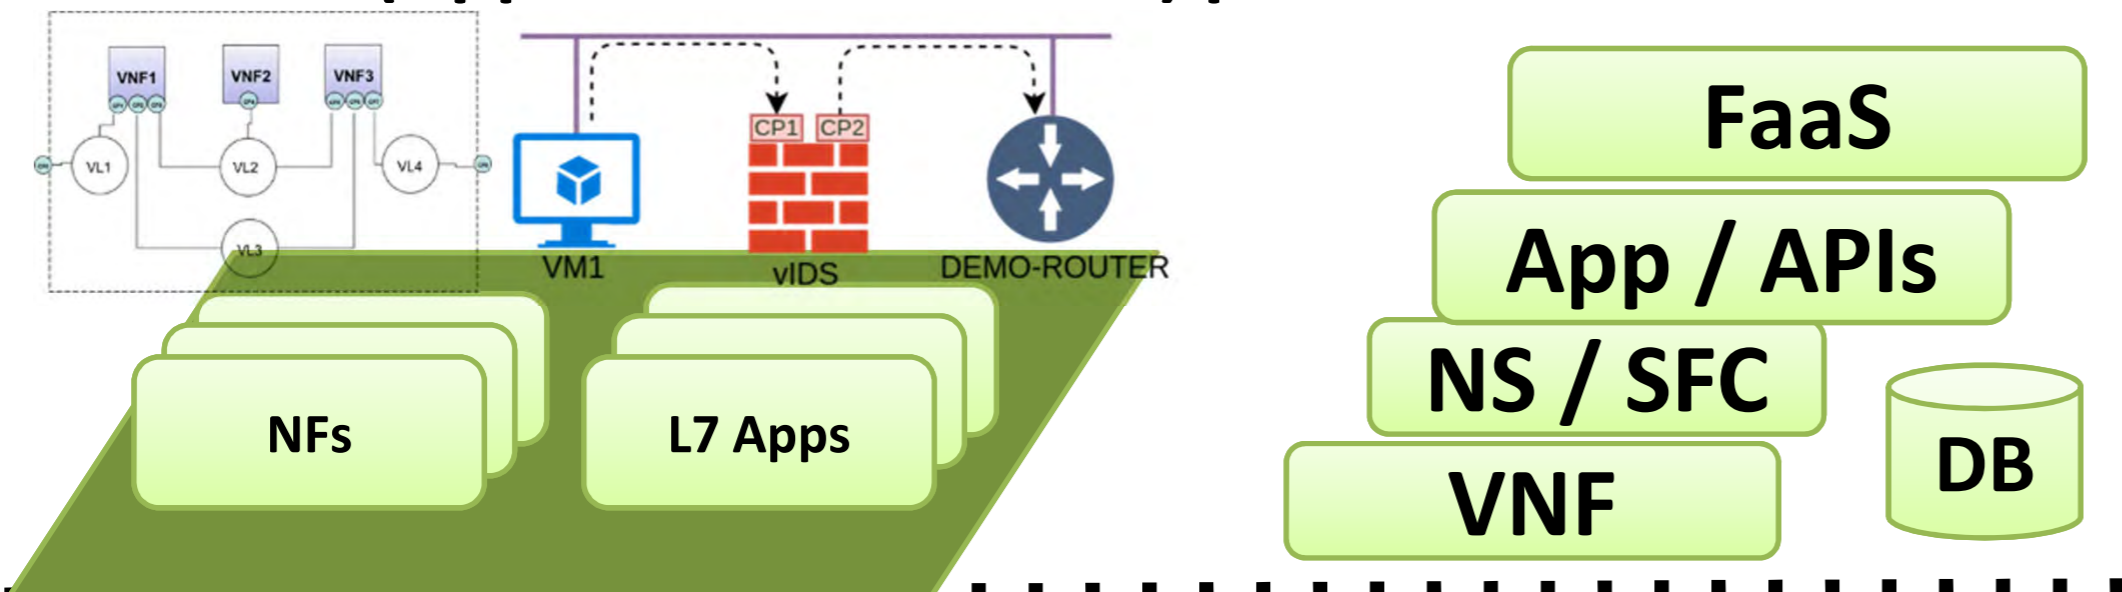 VNF1
VNF2
VNF3
VL1
VL2
VL4
VL3
CP1
CP2
VM1
vIDS
DEMO-ROUTER
NFs
L7 Apps
FaaS
App / APIs
NS / SFC
VNF
DB